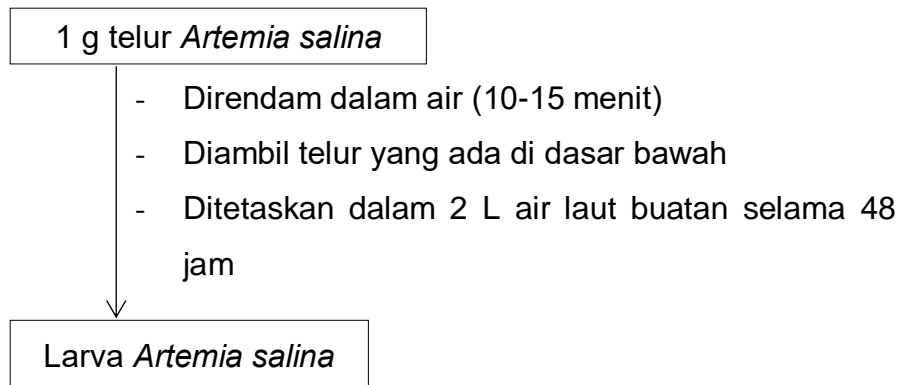 1 g telur Artemia salina
- Direndam dalam air (10-15 menit)
- Diambil telur yang ada di dasar bawah
- Ditetaskan dalam 2 L air laut buatan selama 48
jam
Larva Artemia salina